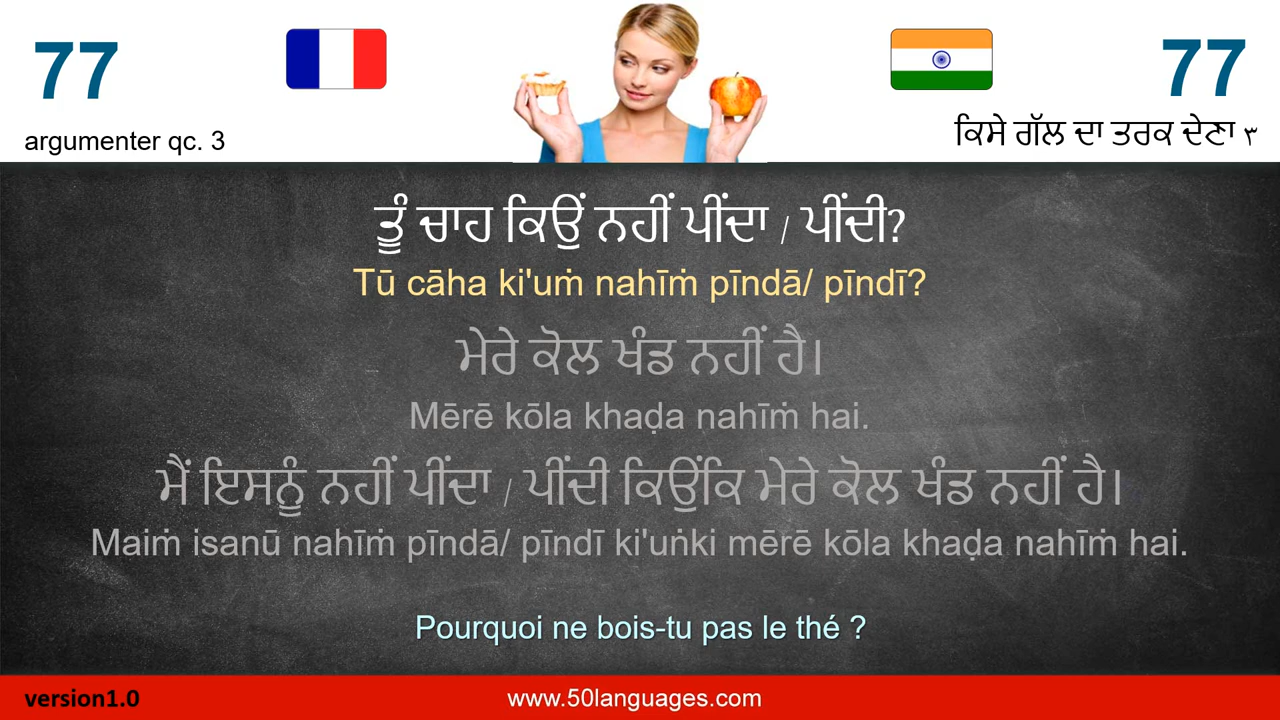 77
77
argumenter qc. 3
ਕਿਸੇ ਗੱਲ ਦਾ ਤਰਕ ਦੇਣਾ ੩
ਤੂੰ ਚਾਹ ਕਿਉਂ ਨਹੀਂ ਪੀਂਦਾ / ਪੀਂਦੀ?
Tū cāha ki'uṁ nahīṁ pīndā/ pīndī?
ਮੇਰੇ ਕੋਲ ਖੰਡ ਨਹੀਂ ਹੈ।
Mērē kōla khaḍa nahīṁ hai.
ਮੈਂ ਇਸਨੂੰ ਨਹੀਂ ਪੀਂਦਾ / ਪੀਂਦੀ ਕਿਉਂਕਿ ਮੇਰੇ ਕੋਲ ਖੰਡ ਨਹੀਂ ਹੈ।
Maiṁ isanū nahīṁ pīndā/ pīndī ki'uṅki mērē kōla khaḍa nahīṁ hai.
Pourquoi ne bois-tu pas le thé ?
version1.0
www.50languages.com